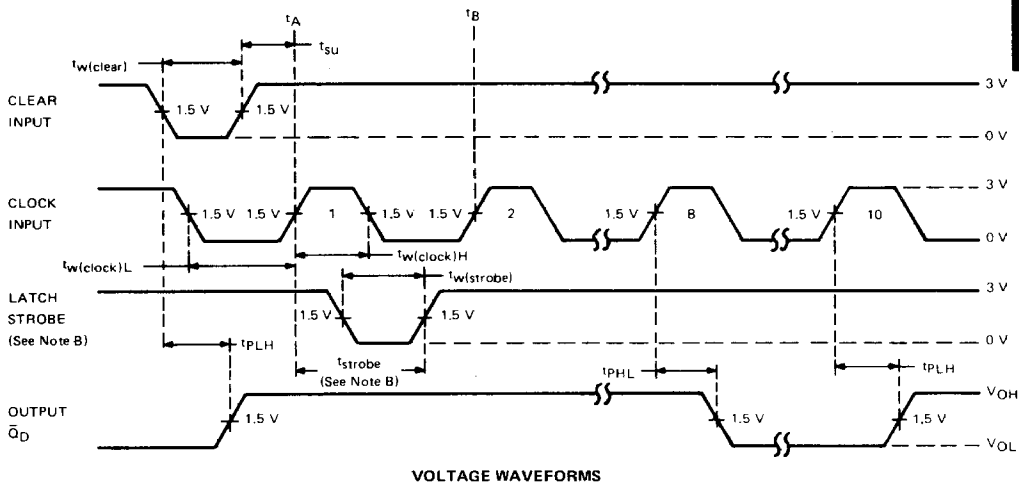 tA
tB
tsu
tw(clear)
CLEAR
INPUT
1.5 V
1.5 V
3 V
0 V
CLOCK
INPUT
1.5 V
1.5 V
1
1.5 V
1.5 V
2
1.5 V
8
1.5 V
10
3 V
0 V
tw(clock)L
tw(clock)H
tw(strobe)
LATCH
STROBE
(See Note B)
1.5 V
1.5 V
3 V
0 V
tPLH
tstrobe
(See Note B)
tPHL
tPLH
OUTPUT
Q̄D
1.5 V
1.5 V
1.5 V
VOH
VOL
VOLTAGE WAVEFORMS